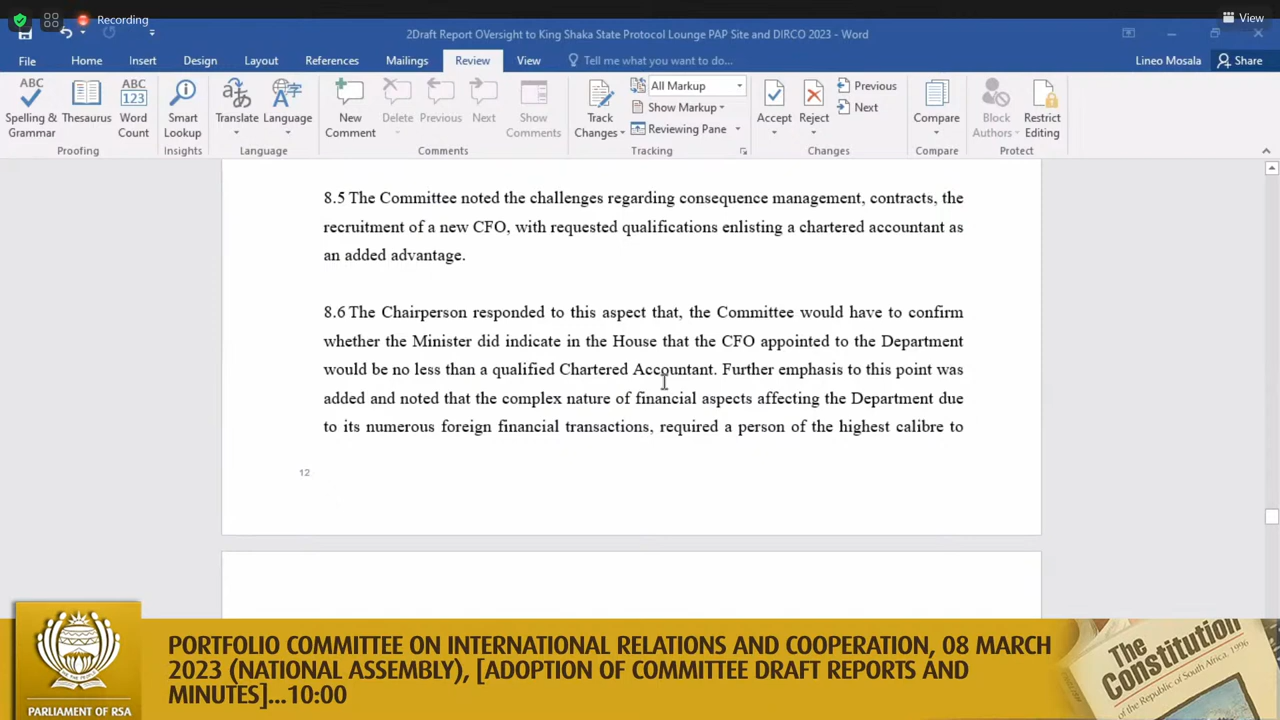 Recording
View
2Draft Report OVersight to King Shaka State Protocol Lounge PAP Site and DIRCO 2023 - Word
File Home Insert Design Layout References Mailings Review View Tell me what you want to do... Lineo Mosala Share
ABC
Spelling & Grammar
Thesaurus
ABC 123
Word Count
Smart Lookup
Translate
Language
New Comment
Delete
Previous
Next
Show Comments
Track Changes
All Markup
Show Markup
Reviewing Pane
Accept
Reject
Previous
Next
Compare
Block Authors
Restrict Editing
Proofing Insights Language Comments Tracking Changes Compare Protect
8.5 The Committee noted the challenges regarding consequence management, contracts, the
recruitment of a new CFO, with requested qualifications enlisting a chartered accountant as
an added advantage.
8.6 The Chairperson responded to this aspect that, the Committee would have to confirm
whether the Minister did indicate in the House that the CFO appointed to the Department
would be no less than a qualified Chartered Accountant. Further emphasis to this point was
added and noted that the complex nature of financial aspects affecting the Department due
to its numerous foreign financial transactions, required a person of the highest calibre to
12
PORTFOLIO COMMITTEE ON INTERNATIONAL RELATIONS AND COOPERATION, 08 MARCH
2023 (NATIONAL ASSEMBLY), [ADOPTION OF COMMITTEE DRAFT REPORTS AND
MINUTES]...10:00
PARLIAMENT OF RSA
The
Constitution
of the Republic of South Africa, 1996